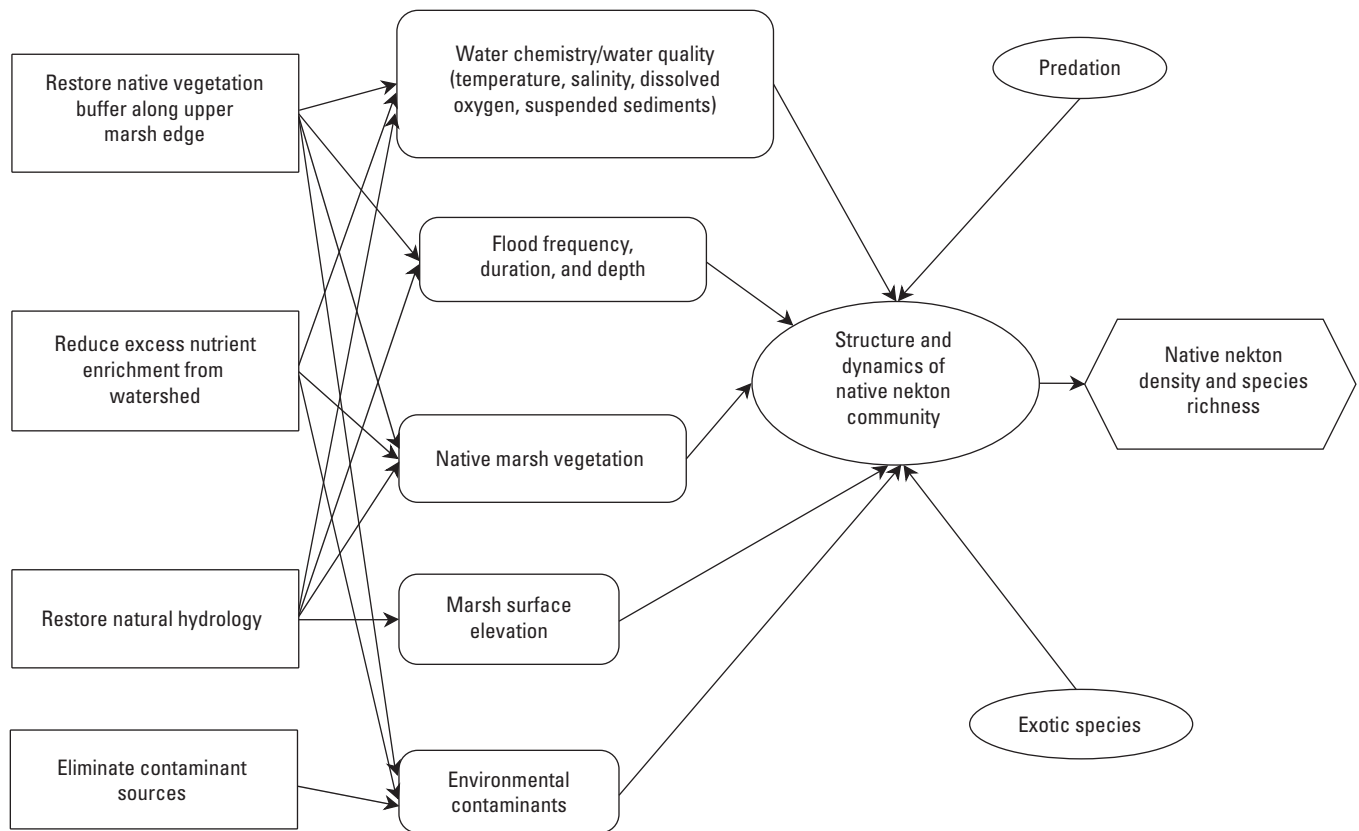 Restore native vegetation
buffer along upper
marsh edge
Reduce excess nutrient
enrichment from
watershed
Restore natural hydrology
Eliminate contaminant
sources
Water chemistry/water quality
(temperature, salinity, dissolved
oxygen, suspended sediments)
Flood frequency,
duration, and depth
Native marsh vegetation
Marsh surface
elevation
Environmental
contaminants
Predation
Structure and
dynamics of
native nekton
community
Exotic species
Native nekton
density and species
richness